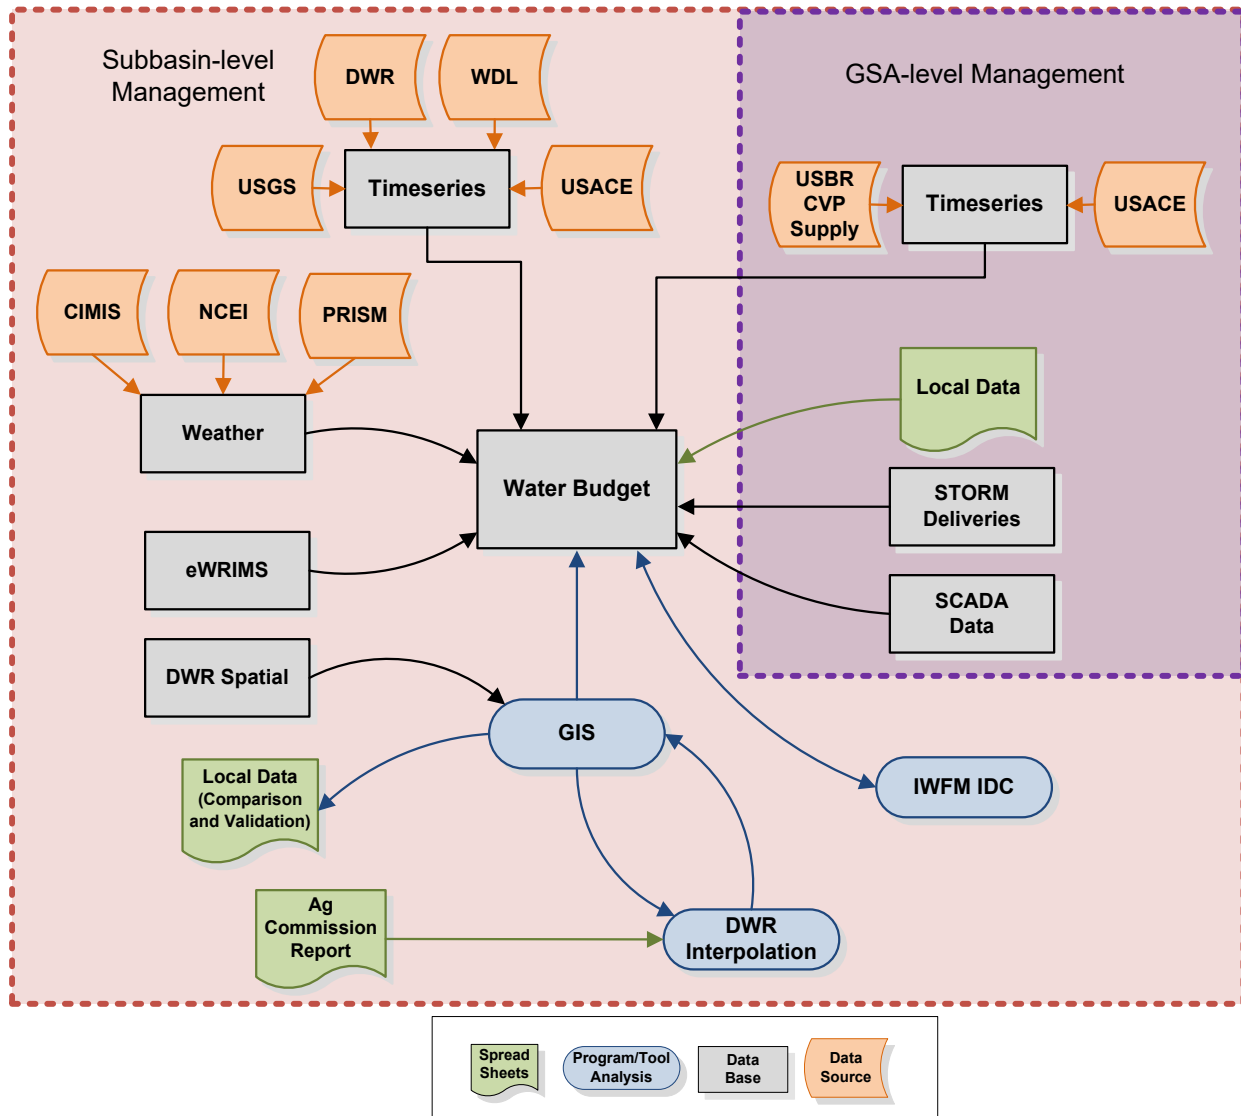 Subbasin-level
Management
GSA-level Management
DWR
WDL
USGS
Timeseries
USACE
USBR
CVP
Supply
Timeseries
USACE
CIMIS
NCEI
PRISM
Local Data
Weather
Water Budget
STORM
Deliveries
eWRIMS
SCADA
Data
DWR Spatial
GIS
Local Data
(Comparison
and Validation)
IWFM IDC
Ag
Commission
Report
DWR
Interpolation
Spread
Sheets
Program/Tool
Analysis
Data
Base
Data
Source